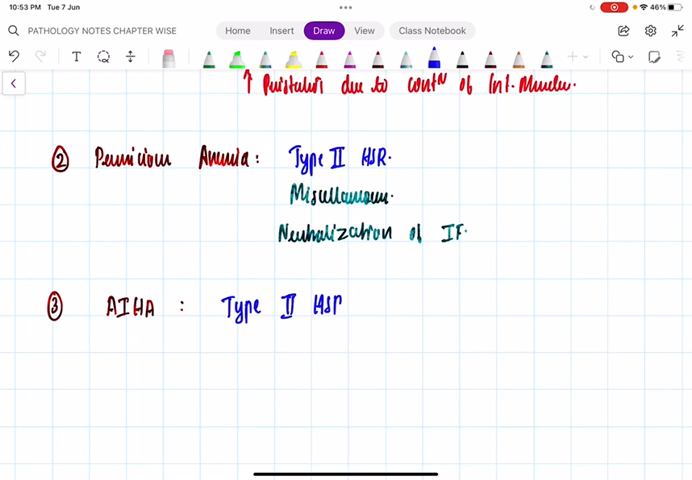 10:53 PM Tue 7 Jun
46%
PATHOLOGY NOTES CHAPTER WISE
Home Insert Draw View Class Notebook
↑ Peristalsis due to contn of Int. Muscle.
② Pernicious Anemia: Type II HSR.
Miscellaneous.
Neutralization of IF.
③ AIHA : Type II HSR